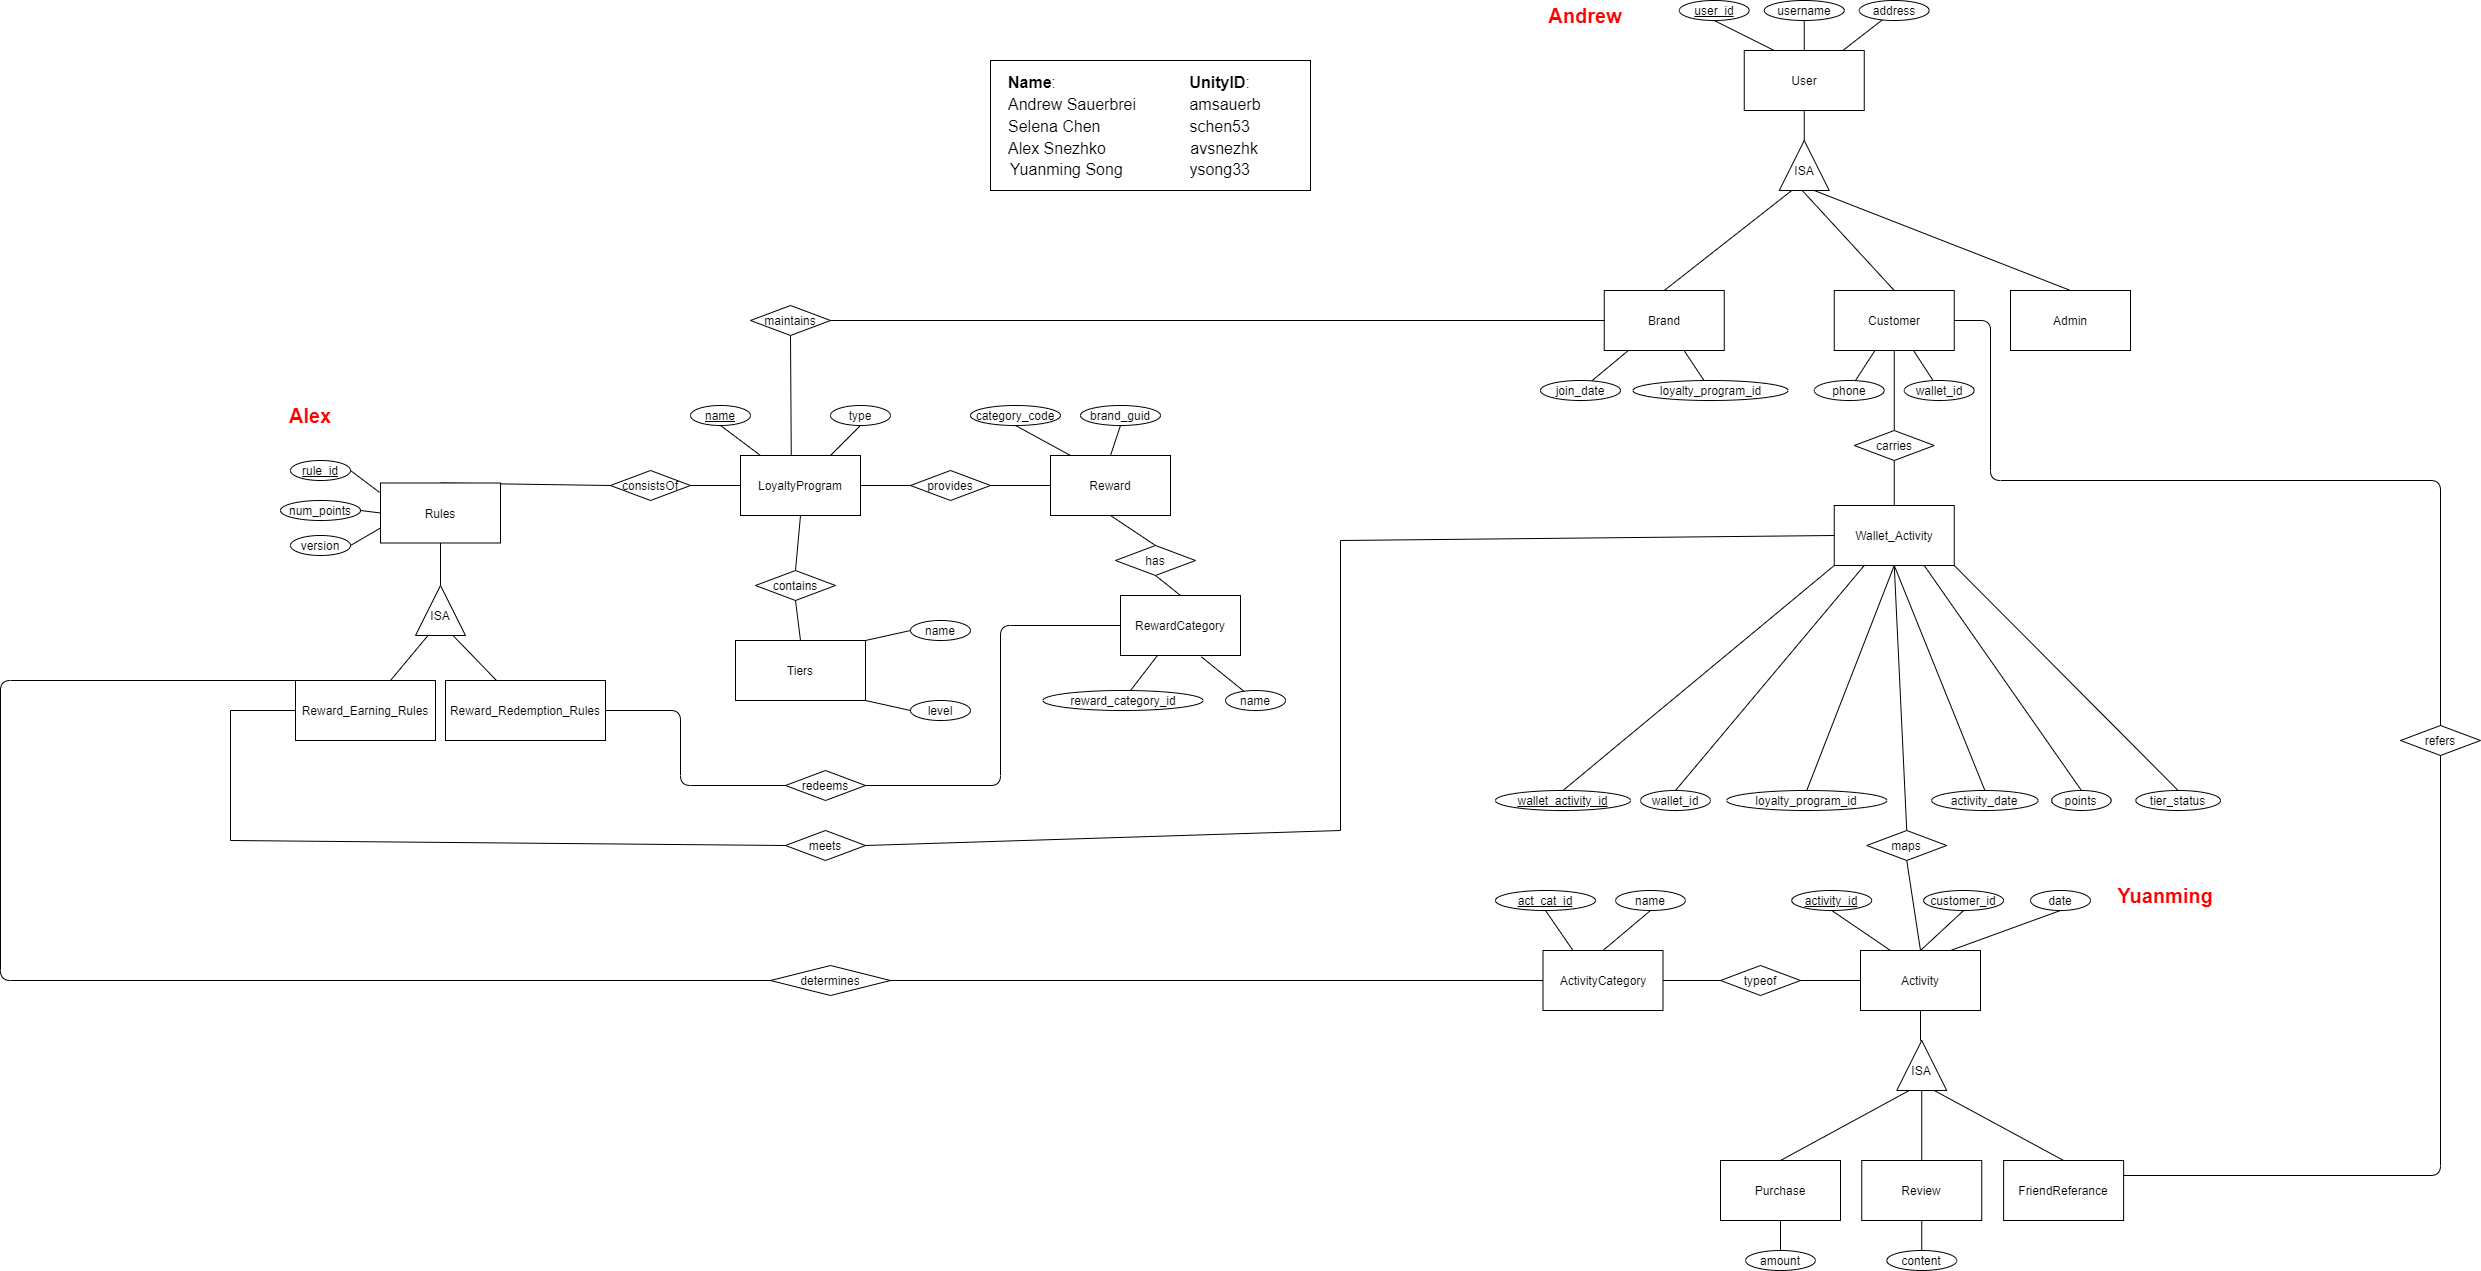 Andrew
user_id
username
address
User
Name: UnityID:
Andrew Sauerbrei amsauerb
Selena Chen schen53
Alex Snezhko avsnezhk
Yuanming Song ysong33
ISA
maintains
Brand
Customer
Admin
join_date
loyalty_program_id
phone
wallet_id
Alex
name
type
category_code
brand_guid
carries
rule_id
num_points
version
Rules
consistsOf
LoyaltyProgram
provides
Reward
Wallet_Activity
has
contains
ISA
RewardCategory
name
Tiers
level
reward_category_id
name
Reward_Earning_Rules
Reward_Redemption_Rules
refers
redeems
wallet_activity_id
wallet_id
loyalty_program_id
activity_date
points
tier_status
meets
maps
act_cat_id
name
activity_id
customer_id
date
Yuanming
determines
ActivityCategory
typeof
Activity
ISA
Purchase
Review
FriendReferance
amount
content